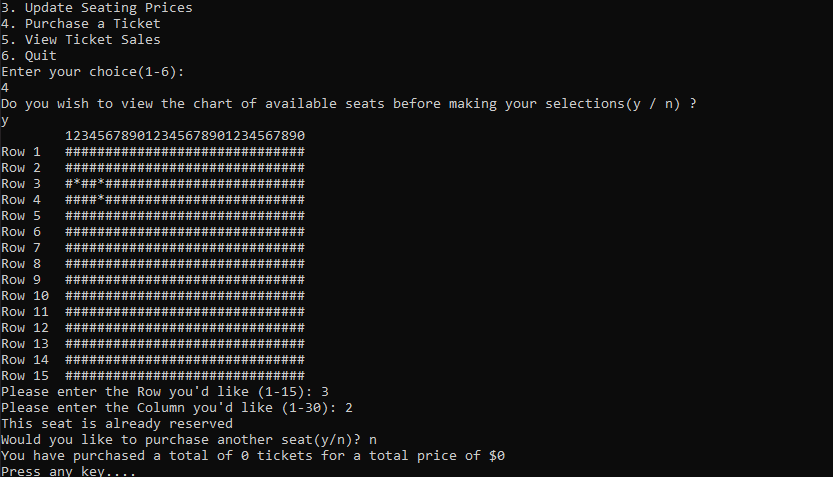 3. Update Seating Prices
4. Purchase a Ticket
5. View Ticket Sales
6. Quit
Enter your choice(1-6):
4
Do you wish to view the chart of available seats before making your selections(y / n) ?
y
        123456789012345678901234567890
Row 1   ##############################
Row 2   ##############################
Row 3   #*##*#########################
Row 4   ####*#########################
Row 5   ##############################
Row 6   ##############################
Row 7   ##############################
Row 8   ##############################
Row 9   ##############################
Row 10  ##############################
Row 11  ##############################
Row 12  ##############################
Row 13  ##############################
Row 14  ##############################
Row 15  ##############################
Please enter the Row you'd like (1-15): 3
Please enter the Column you'd like (1-30): 2
This seat is already reserved
Would you like to purchase another seat(y/n)? n
You have purchased a total of 0 tickets for a total price of $0
Press any key....